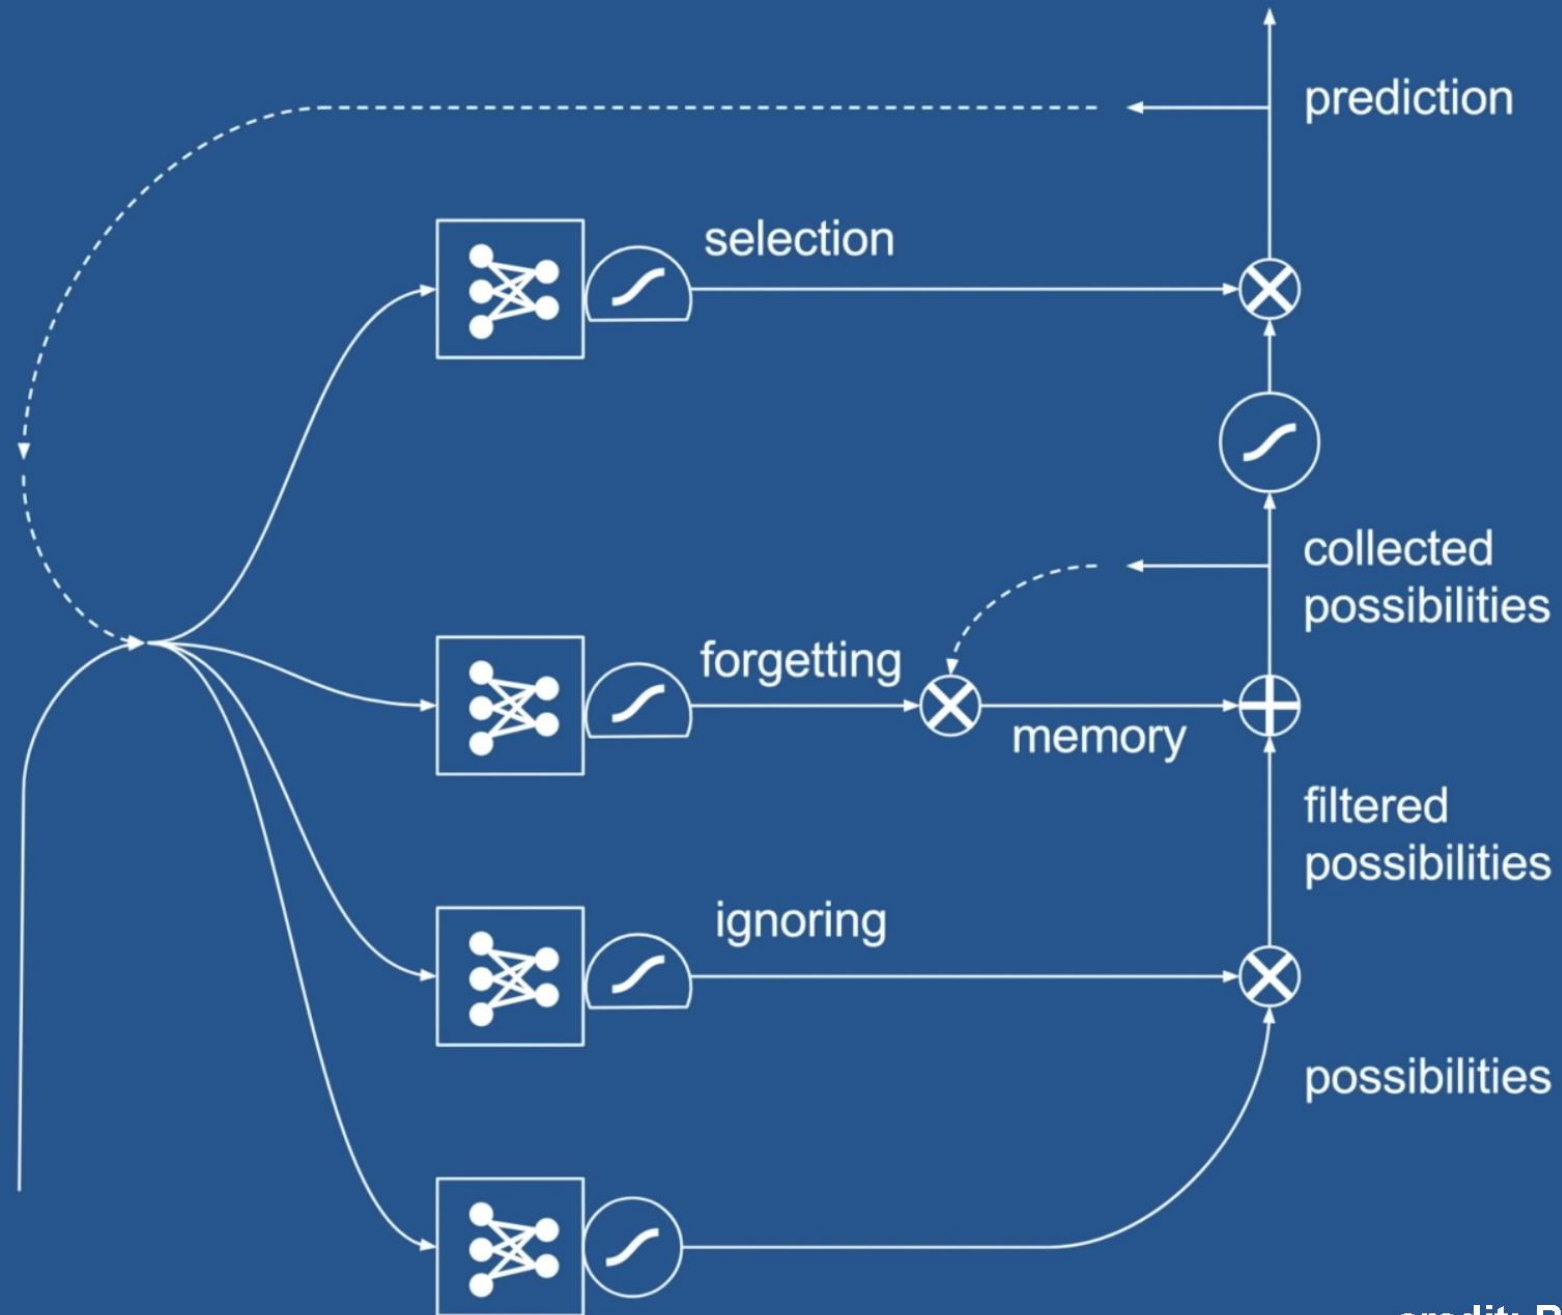 prediction
selection
collected
possibilities
forgetting
memory
filtered
possibilities
ignoring
possibilities